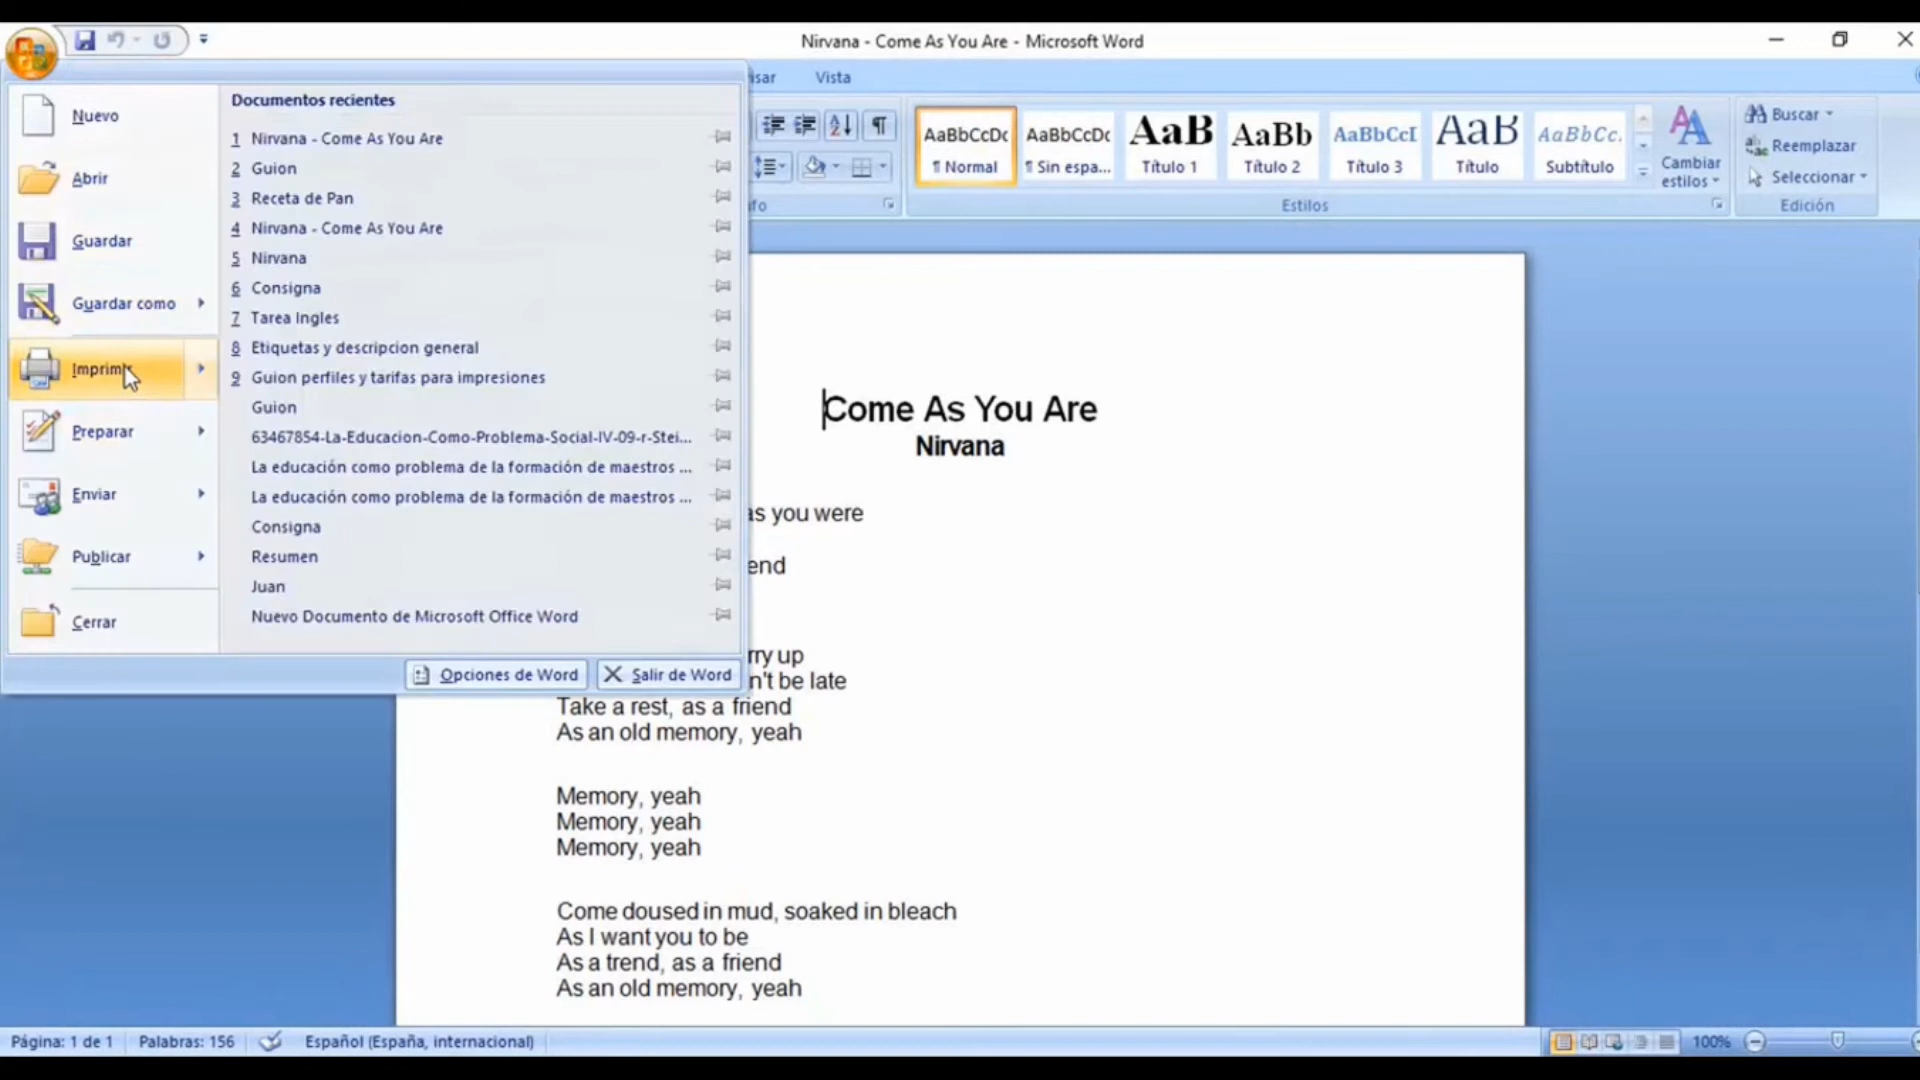 Nirvana - Come As You Are - Microsoft Word
isar Vista
Nuevo
Abrir
Guardar
Guardar como
Imprimir
Preparar
Enviar
Publicar
Cerrar
Documentos recientes
1 Nirvana - Come As You Are
2 Guion
3 Receta de Pan
4 Nirvana - Come As You Are
5 Nirvana
6 Consigna
7 Tarea Ingles
8 Etiquetas y descripcion general
9 Guion perfiles y tarifas para impresiones
Guion
63467854-La-Educacion-Como-Problema-Social-IV-09-r-Stei...
La educación como problema de la formación de maestros ...
La educación como problema de la formación de maestros ...
Consigna
Resumen
Juan
Nuevo Documento de Microsoft Office Word
Opciones de Word
Salir de Word
AaBbCcDc AaBbCcDc AaB AaBb AaBbCcI AaB AaBbCc.
¶ Normal ¶ Sin espa... Título 1 Título 2 Título 3 Título Subtítulo
Cambiar
estilos
fo
Estilos
Buscar
Reemplazar
Seleccionar
Edición
Come As You Are
Nirvana
as you were
end
rry up
n't be late
Take a rest, as a friend
As an old memory, yeah
Memory, yeah
Memory, yeah
Memory, yeah
Come doused in mud, soaked in bleach
As I want you to be
As a trend, as a friend
As an old memory, yeah
Página: 1 de 1 Palabras: 156 Español (España, internacional) 100%